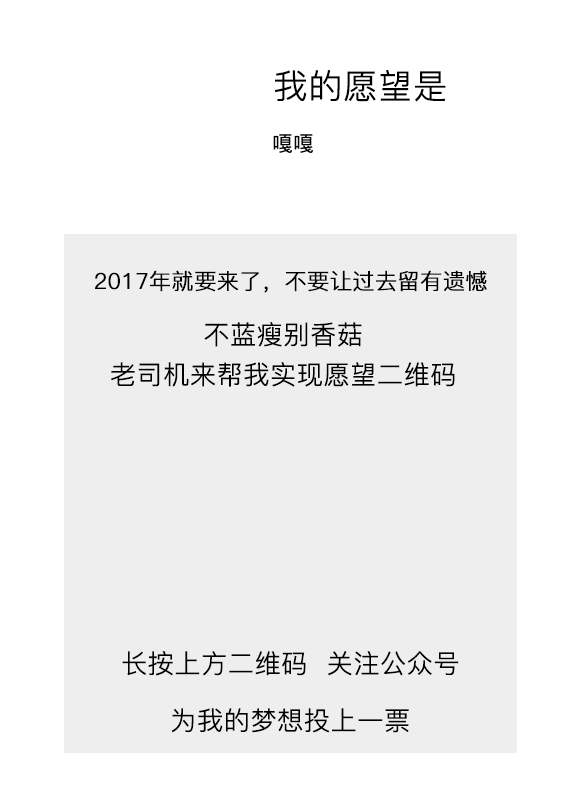 我的愿望是
嘎嘎
2017年就要来了，不要让过去留有遗憾
不蓝瘦别香菇
老司机来帮我实现愿望二维码
长按上方二维码 关注公众号
为我的梦想投上一票